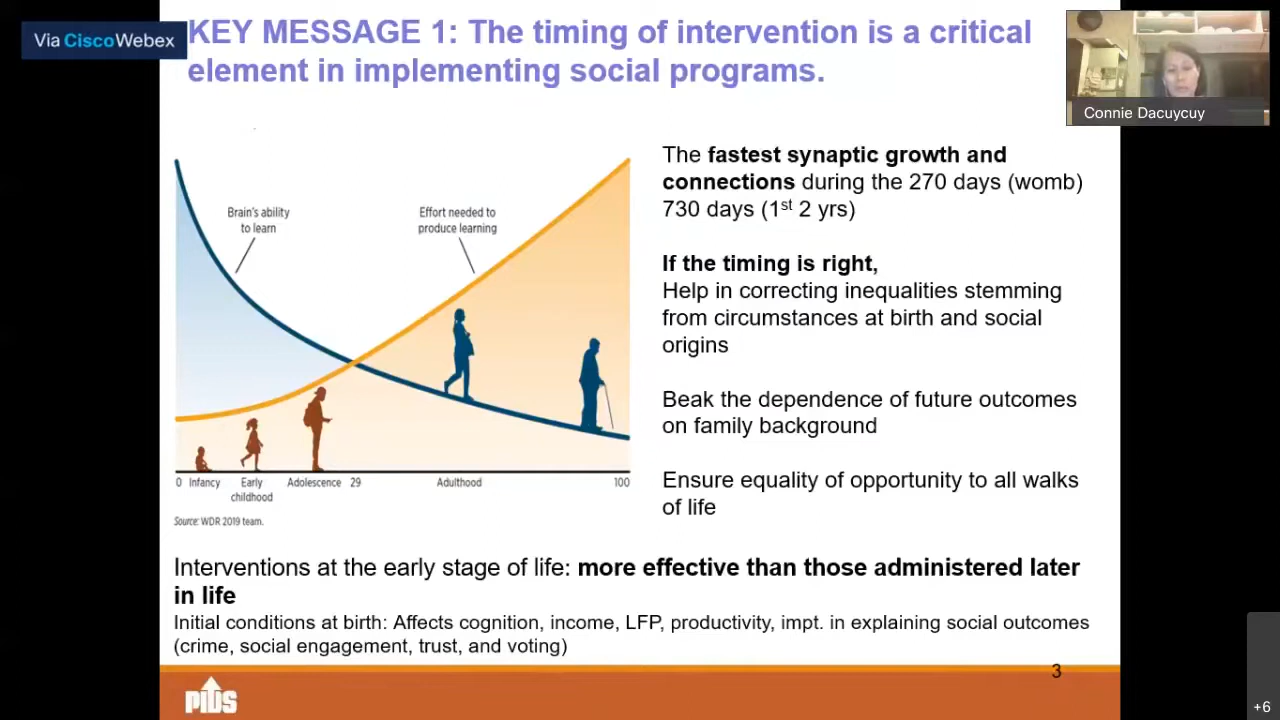 Via CiscoWebex
KEY MESSAGE 1: The timing of intervention is a critical
element in implementing social programs.
Connie Dacuycuy
The fastest synaptic growth and
connections during the 270 days (womb)
730 days (1st 2 yrs)
If the timing is right,
Help in correcting inequalities stemming
from circumstances at birth and social
origins
Beak the dependence of future outcomes
on family background
Ensure equality of opportunity to all walks
of life
Brain's ability
to learn
Effort needed to
produce learning
0 Infancy Early Adolescence 29 Adulthood 100
childhood
Source: WDR 2019 team.
Interventions at the early stage of life: more effective than those administered later
in life
Initial conditions at birth: Affects cognition, income, LFP, productivity, impt. in explaining social outcomes
(crime, social engagement, trust, and voting)
3
PIDS
+6